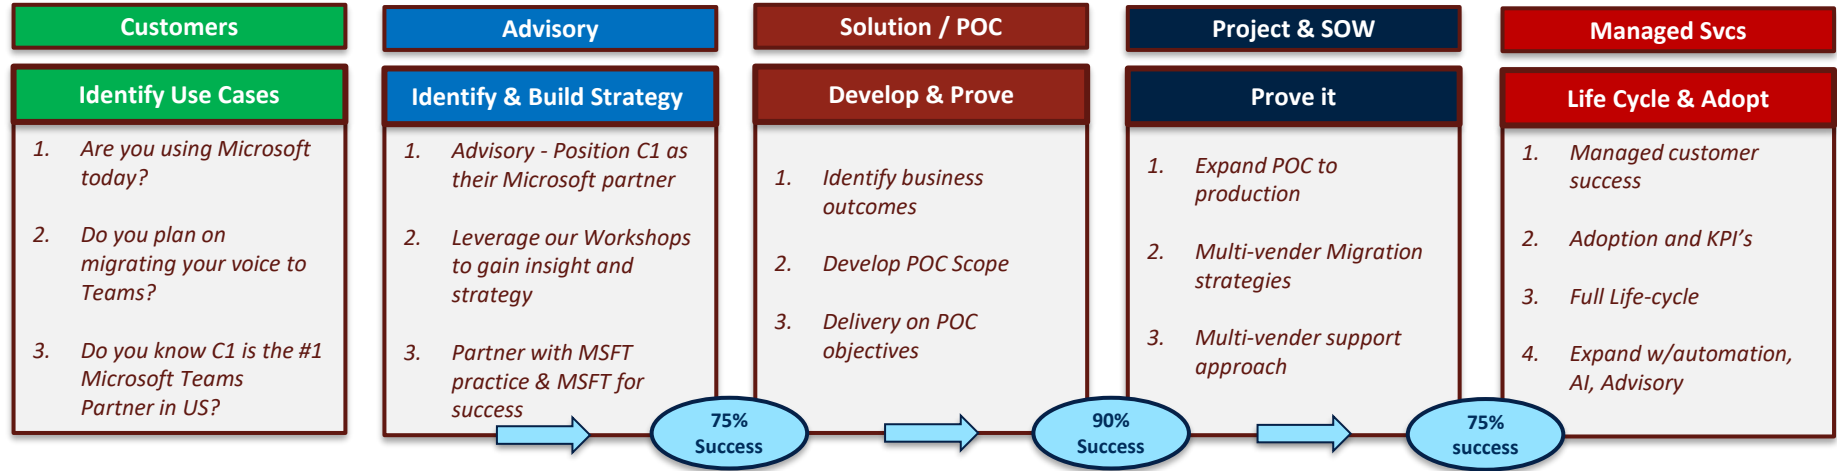 Customers
Identify Use Cases
1. Are you using Microsoft
today?
2. Do you plan on
migrating your voice to
Teams?
3. Do you know C1 is the #1
Microsoft Teams
Partner in US?
Advisory
Identify & Build Strategy
1. Advisory - Position C1 as
their Microsoft partner
2. Leverage our Workshops
to gain insight and
strategy
3. Partner with MSFT
practice & MSFT for
success
75%
Success
Solution / POC
Develop & Prove
1. Identify business
outcomes
2. Develop POC Scope
3. Delivery on POC
objectives
90%
Success
Project & SOW
Prove it
1. Expand POC to
production
2. Multi-vender Migration
strategies
3. Multi-vender support
approach
75%
success
Managed Svcs
Life Cycle & Adopt
1. Managed customer
success
2. Adoption and KPI's
3. Full Life-cycle
4. Expand w/automation,
AI, Advisory